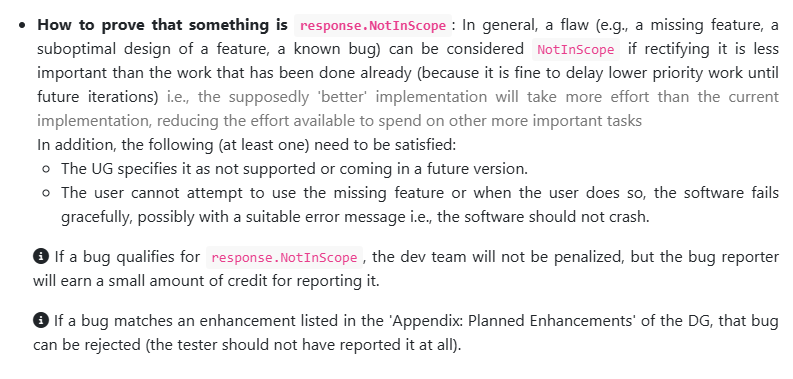 • How to prove that something is response.NotInScope: In general, a flaw (e.g., a missing feature, a
suboptimal design of a feature, a known bug) can be considered NotInScope if rectifying it is less
important than the work that has been done already (because it is fine to delay lower priority work until
future iterations) i.e., the supposedly 'better' implementation will take more effort than the current
implementation, reducing the effort available to spend on other more important tasks
In addition, the following (at least one) need to be satisfied:
◦ The UG specifies it as not supported or coming in a future version.
◦ The user cannot attempt to use the missing feature or when the user does so, the software fails
gracefully, possibly with a suitable error message i.e., the software should not crash.
If a bug qualifies for response.NotInScope, the dev team will not be penalized, but the bug reporter
will earn a small amount of credit for reporting it.
If a bug matches an enhancement listed in the 'Appendix: Planned Enhancements' of the DG, that bug
can be rejected (the tester should not have reported it at all).